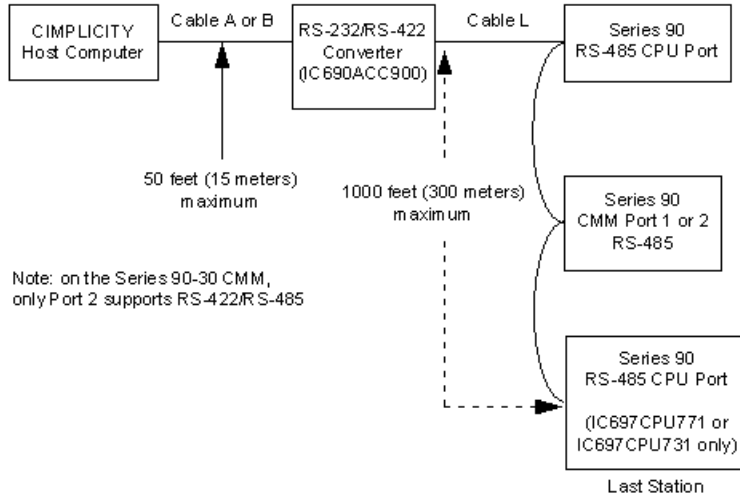 CIMPLICITY
Host Computer
Cable A or B
RS-232/RS-422
Converter
(IC690ACC900)
Cable L
Series 90
RS-485 CPU Port
50 feet (15 meters)
maximum
1000 feet (300 meters)
maximum
Series 90
CMM Port 1 or 2
RS-485
Note: on the Series 90-30 CMM,
only Port 2 supports RS-422/RS-485
Series 90
RS-485 CPU Port
(IC697CPU771 or
IC697CPU731 only)
Last Station